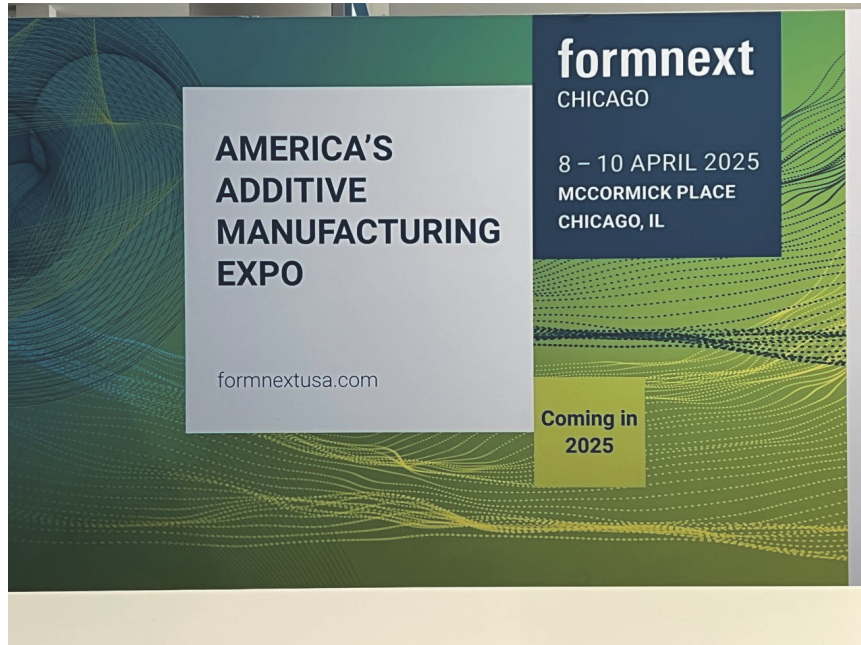 AMERICA'S
ADDITIVE
MANUFACTURING
EXPO
formnextusa.com
formnext
CHICAGO
8 – 10 APRIL 2025
MCCORMICK PLACE
CHICAGO, IL
Coming in
2025